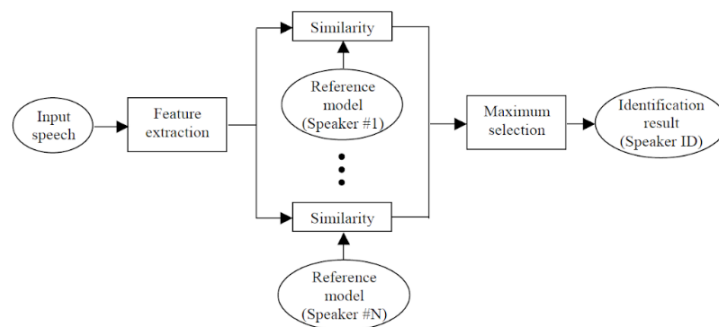 Similarity
Reference
model
(Speaker #1)
Input
speech
Feature
extraction
Maximum
selection
Identification
result
(Speaker ID)
Similarity
Reference
model
(Speaker #N)